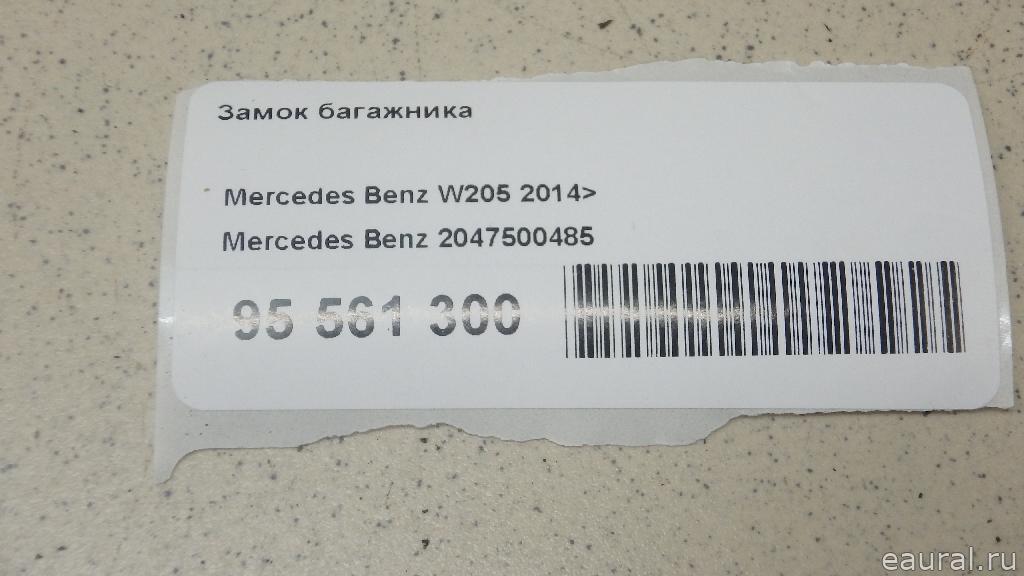 Замок багажника
Mercedes Benz W205 2014>
Mercedes Benz 2047500485
95 561 300
eaural.ru